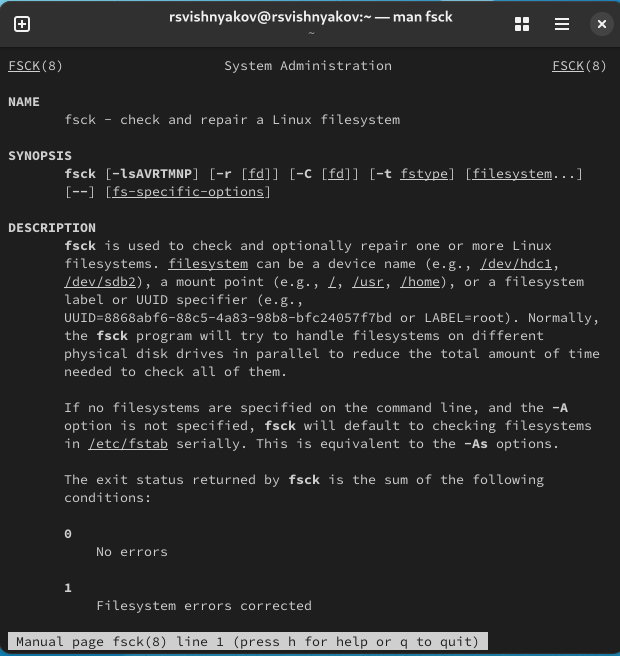 rsvishnyakov@rsvishnyakov:~ — man fsck
~
FSCK(8) System Administration FSCK(8)
NAME
fsck - check and repair a Linux filesystem
SYNOPSIS
fsck [-lsAVRTMNP] [-r [fd]] [-C [fd]] [-t fstype] [filesystem...]
[--] [fs-specific-options]
DESCRIPTION
fsck is used to check and optionally repair one or more Linux
filesystems. filesystem can be a device name (e.g., /dev/hdc1,
/dev/sdb2), a mount point (e.g., /, /usr, /home), or a filesystem
label or UUID specifier (e.g.,
UUID=8868abf6-88c5-4a83-98b8-bfc24057f7bd or LABEL=root). Normally,
the fsck program will try to handle filesystems on different
physical disk drives in parallel to reduce the total amount of time
needed to check all of them.
If no filesystems are specified on the command line, and the -A
option is not specified, fsck will default to checking filesystems
in /etc/fstab serially. This is equivalent to the -As options.
The exit status returned by fsck is the sum of the following
conditions:
0
No errors
1
Filesystem errors corrected
Manual page fsck(8) line 1 (press h for help or q to quit)